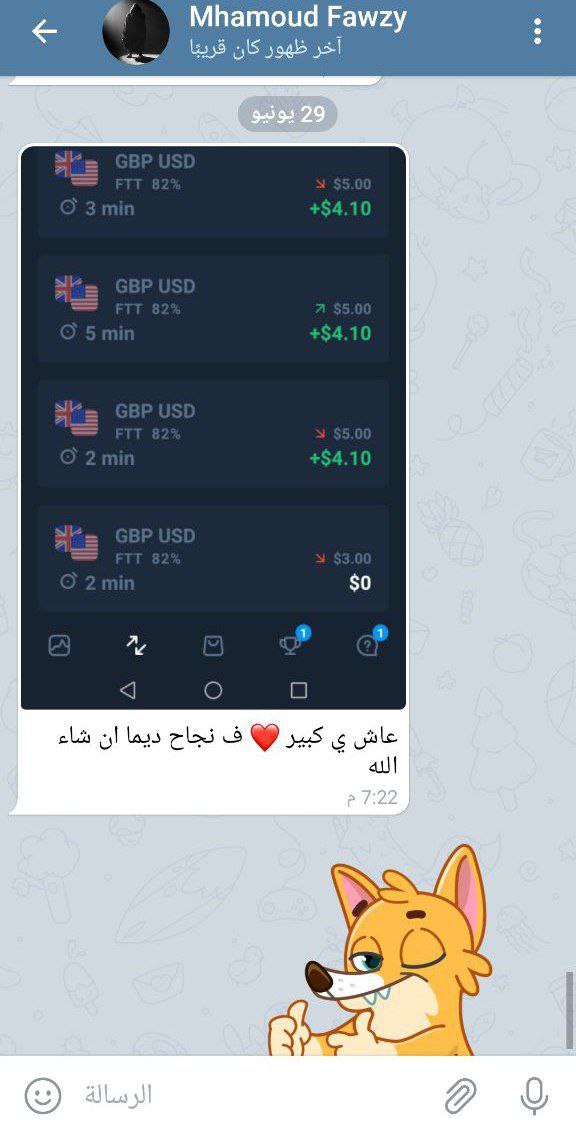 Mhamoud Fawzy
آخر ظهور كان قريبًا
29 يونيو
GBP USD
FTT 82% $5.00
3 min +$4.10
GBP USD
FTT 82% $5.00
5 min +$4.10
GBP USD
FTT 82% $5.00
2 min +$4.10
GBP USD
FTT 82% $3.00
2 min $0
1 1
عاش ي كبير ❤️ ف نجاح ديما ان شاء
الله
7:22 م
الرسالة